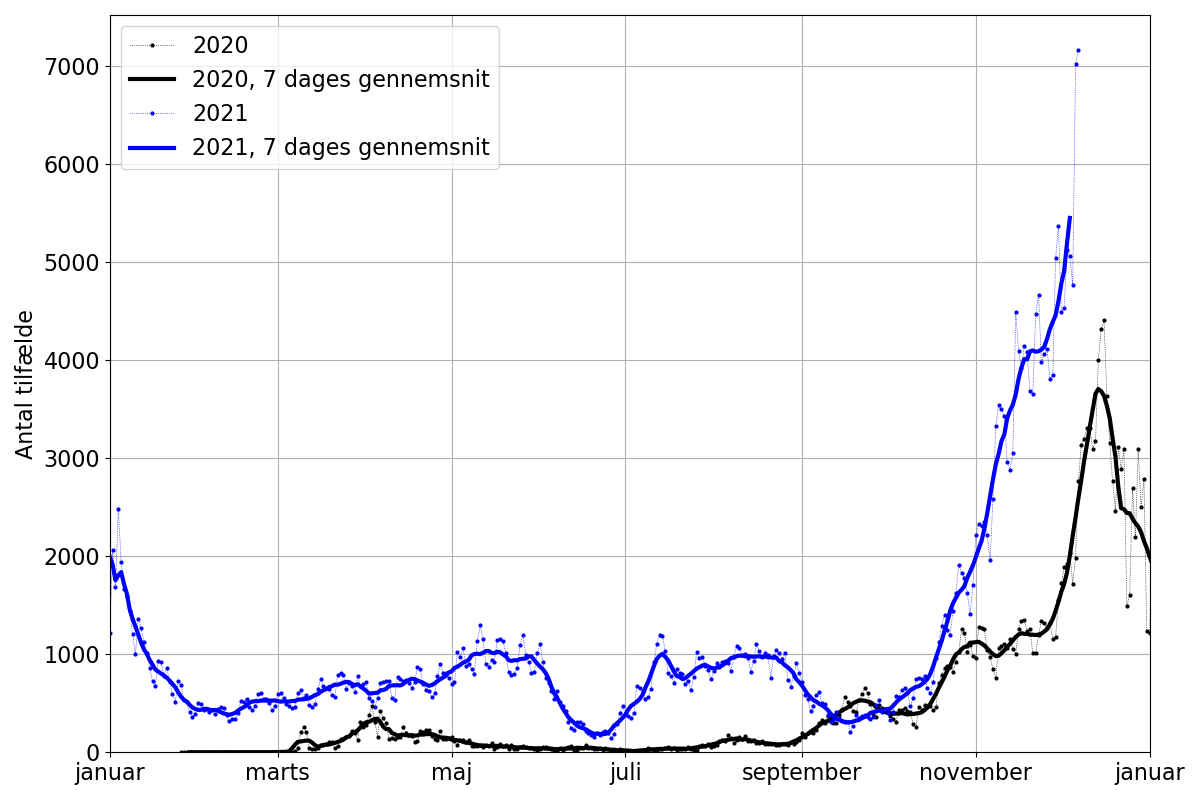 2020
2020, 7 dages gennemsnit
2021
2021, 7 dages gennemsnit
Antal tilfælde
7000
6000
5000
4000
3000
2000
1000
0
januar marts maj juli september november januar